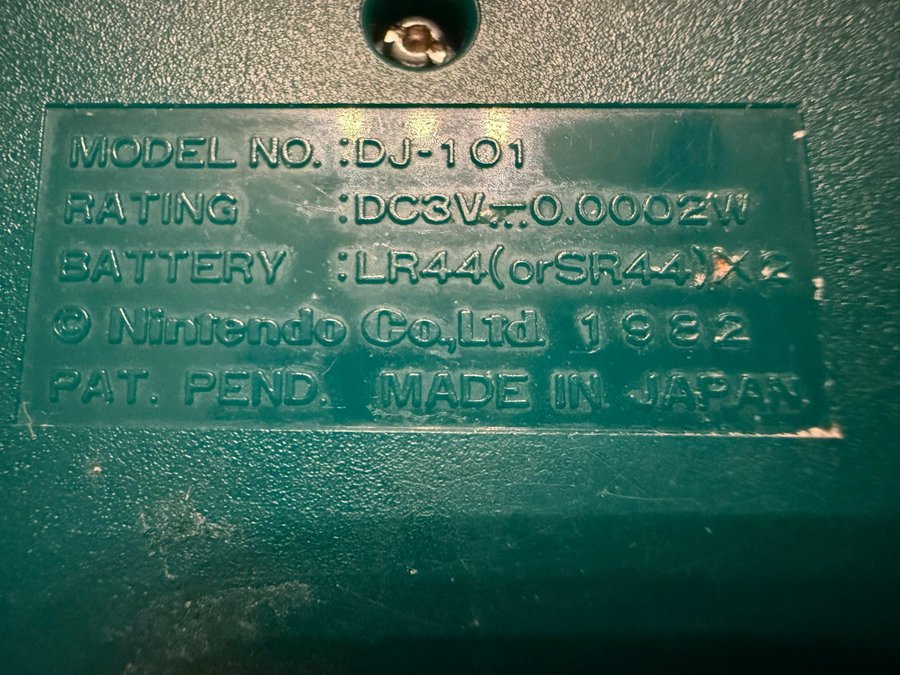 MODEL NO. :DJ-101
RATING :DC3V⎓0.0002W
BATTERY :LR44(orSR44)X2
© Nintendo Co.,Ltd. 1982
PAT. PEND. MADE IN JAPAN